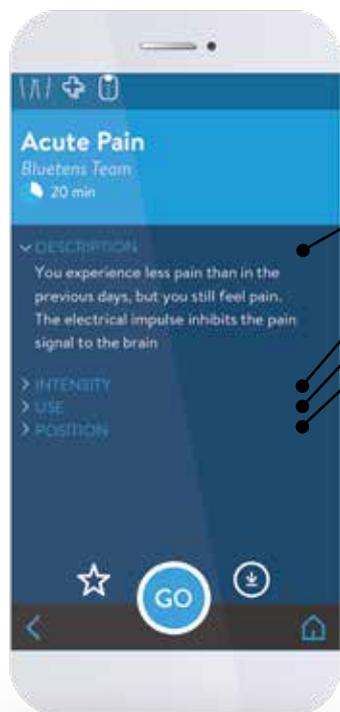 Acute Pain
Bluetens Team
20 min
DESCRIPTION
You experience less pain than in the
previous days, but you still feel pain.
The electrical impulse inhibits the pain
signal to the brain
INTENSITY
USE
POSITION
GO